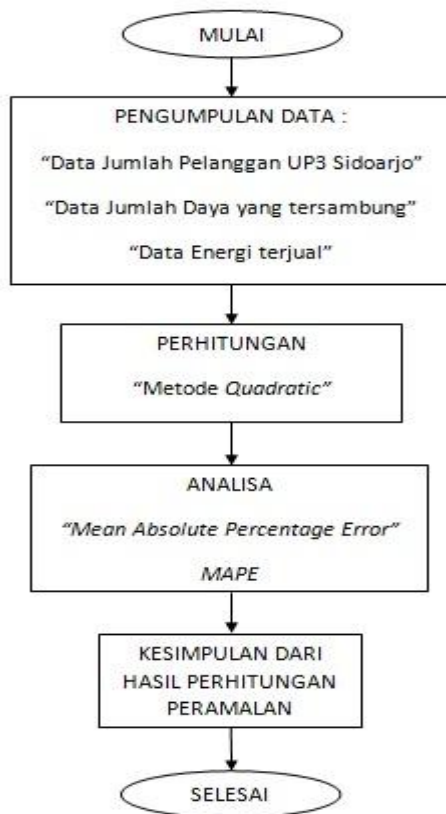 MULAI
PENGUMPULAN DATA :
“Data Jumlah Pelanggan UP3 Sidoarjo”
“Data Jumlah Daya yang tersambung”
“Data Energi terjual”
PERHITUNGAN
“Metode Quadratic”
ANALISA
“Mean Absolute Percentage Error”
MAPE
KESIMPULAN DARI
HASIL PERHITUNGAN
PERAMALAN
SELESAI